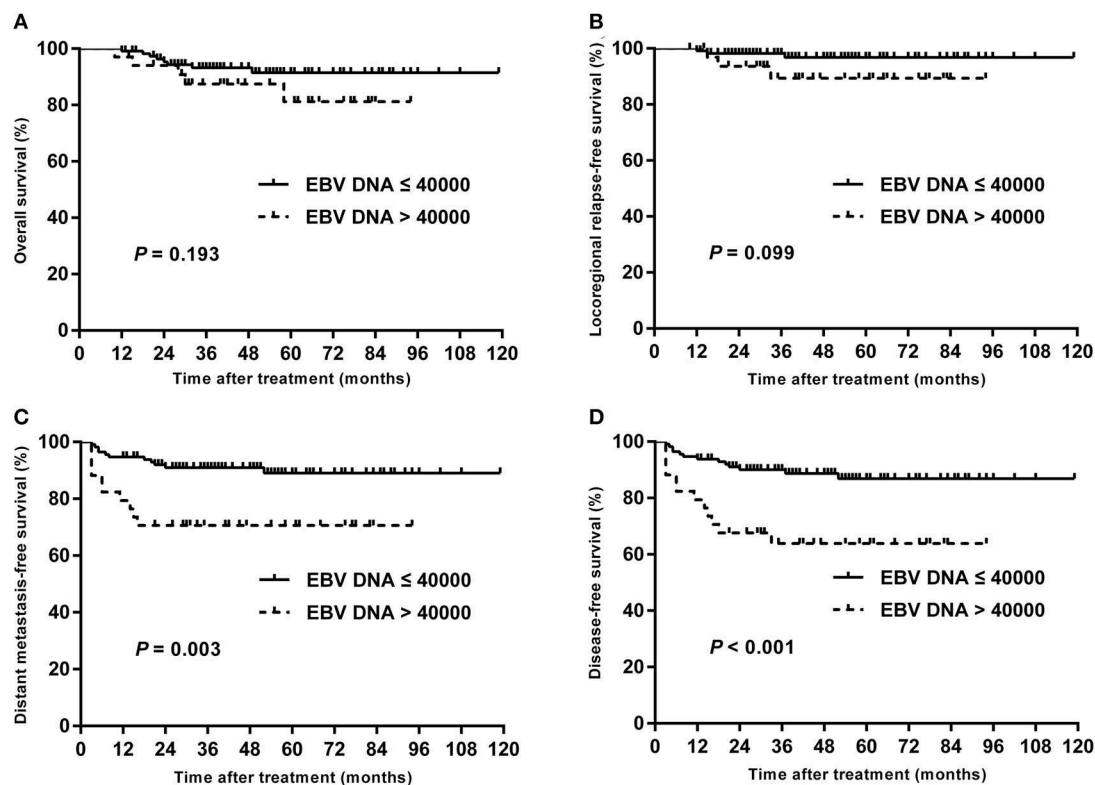 A
Overall survival (%)
100
80
60
40
20
0
EBV DNA ≤ 40000
EBV DNA > 40000
P = 0.193
0 12 24 36 48 60 72 84 96 108 120
Time after treatment (months)
B
Locoregional relapse-free survival (%)
100
80
60
40
20
0
EBV DNA ≤ 40000
EBV DNA > 40000
P = 0.099
0 12 24 36 48 60 72 84 96 108 120
Time after treatment (months)
C
Distant metastasis-free survival (%)
100
80
60
40
20
0
EBV DNA ≤ 40000
EBV DNA > 40000
P = 0.003
0 12 24 36 48 60 72 84 96 108 120
Time after treatment (months)
D
Disease-free survival (%)
100
80
60
40
20
0
EBV DNA ≤ 40000
EBV DNA > 40000
P < 0.001
0 12 24 36 48 60 72 84 96 108 120
Time after treatment (months)